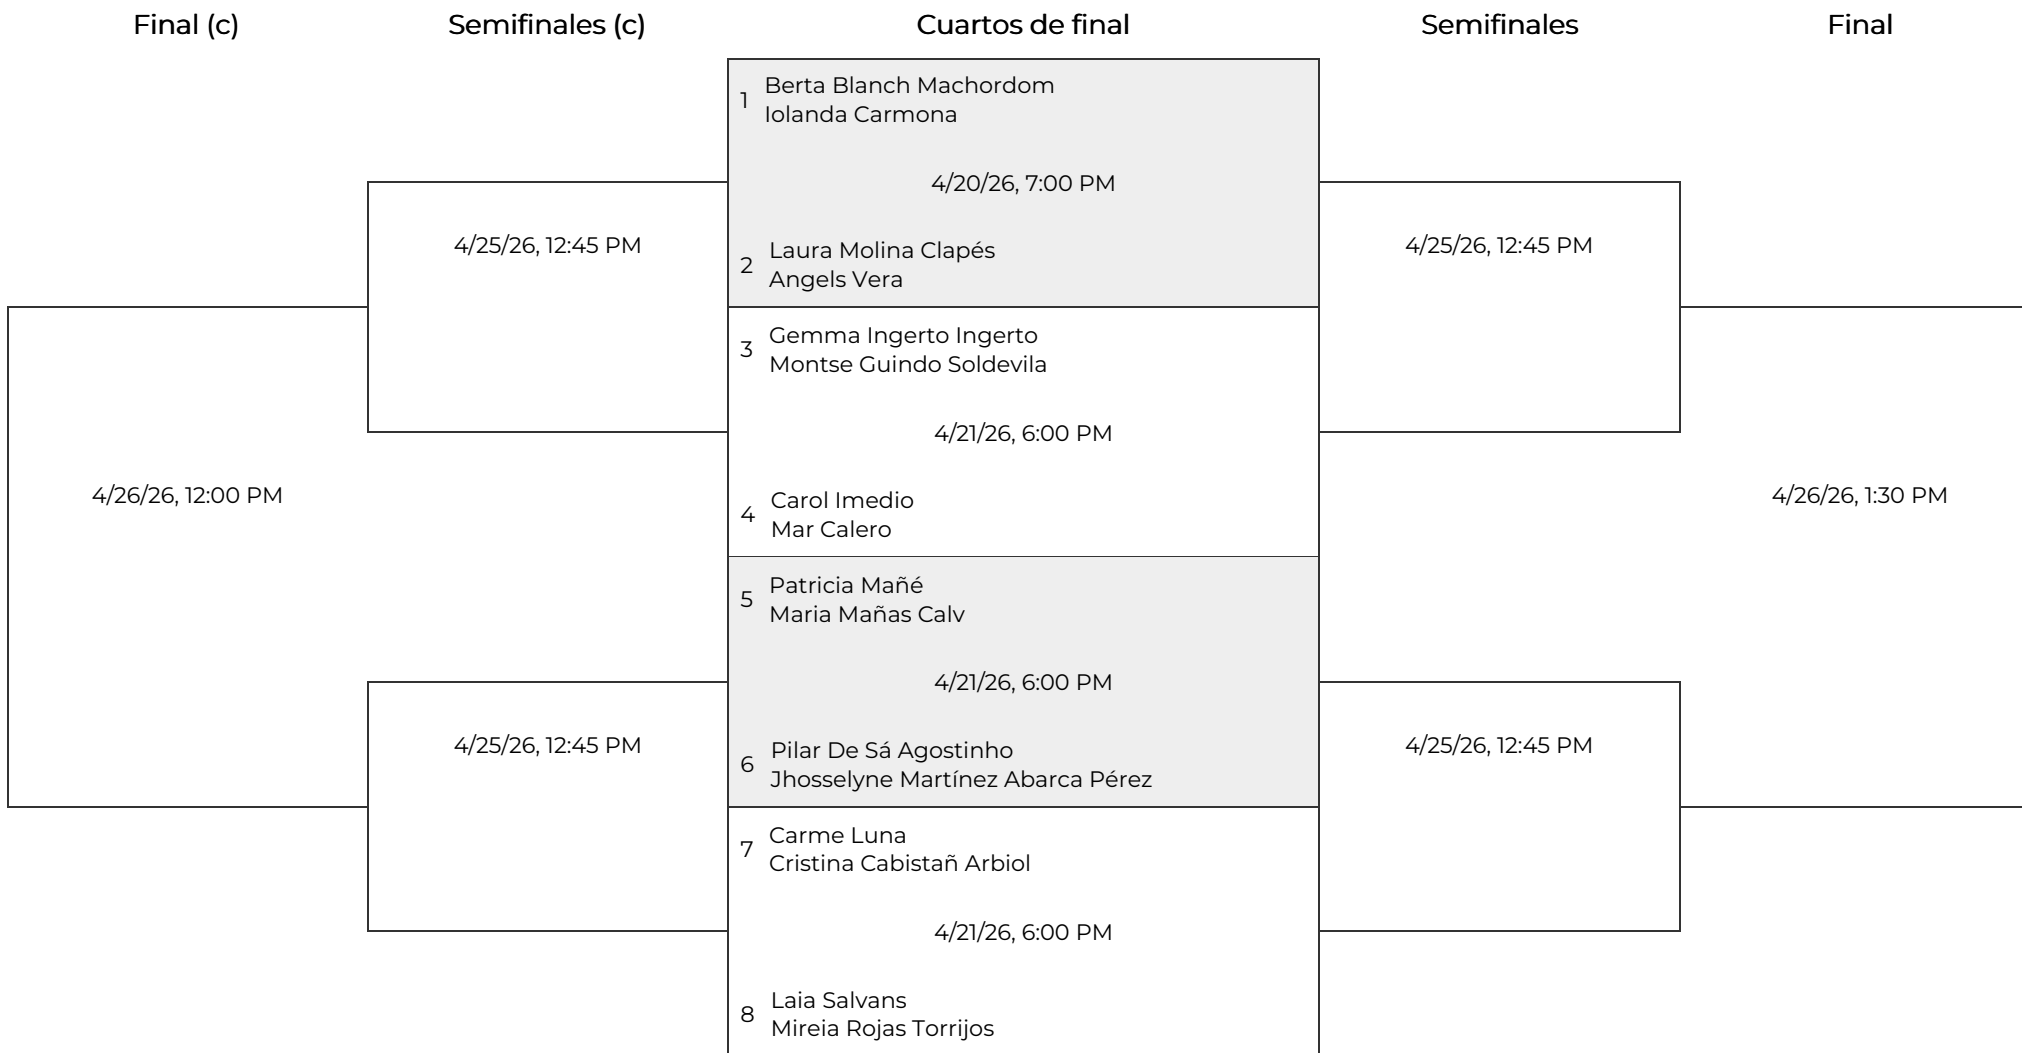 Final (c)
Semifinales (c)
Cuartos de final
Semifinales
Final
1
Berta Blanch Machordom
Iolanda Carmona
4/20/26, 7:00 PM
2
Laura Molina Clapés
Angels Vera
3
Gemma Ingerto Ingerto
Montse Guindo Soldevila
4/21/26, 6:00 PM
4
Carol Imedio
Mar Calero
5
Patricia Mañé
Maria Mañas Calv
4/21/26, 6:00 PM
6
Pilar De Sá Agostinho
Jhosselyne Martínez Abarca Pérez
7
Carme Luna
Cristina Cabistañ Arbiol
4/21/26, 6:00 PM
8
Laia Salvans
Mireia Rojas Torrijos
4/25/26, 12:45 PM
4/25/26, 12:45 PM
4/26/26, 12:00 PM
4/25/26, 12:45 PM
4/25/26, 12:45 PM
4/26/26, 1:30 PM